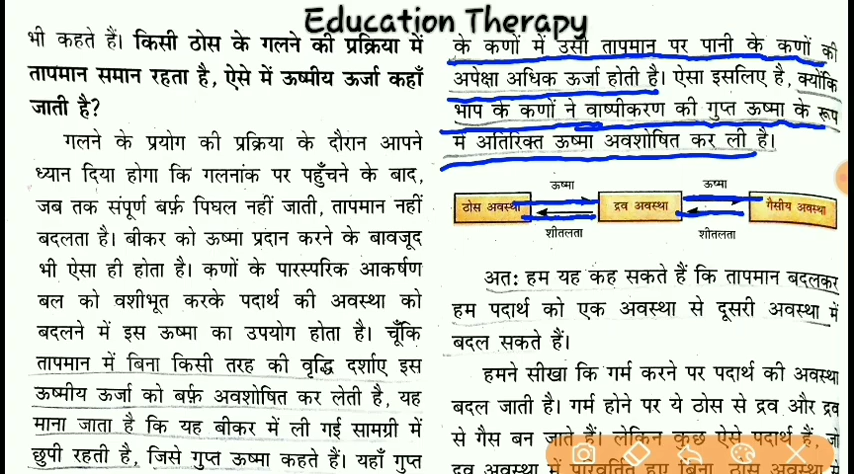 Education Therapy
भी कहते हैं। किसी ठोस के गलने की प्रक्रिया में
तापमान समान रहता है, ऐसे में ऊष्मीय ऊर्जा कहाँ
जाती है?
गलने के प्रयोग की प्रक्रिया के दौरान आपने
ध्यान दिया होगा कि गलनांक पर पहुँचने के बाद,
जब तक संपूर्ण बर्फ़ पिघल नहीं जाती, तापमान नहीं
बदलता है। बीकर को ऊष्मा प्रदान करने के बावजूद
भी ऐसा ही होता है। कणों के पारस्परिक आकर्षण
बल को वशीभूत करके पदार्थ की अवस्था को
बदलने में इस ऊष्मा का उपयोग होता है। चूँकि
तापमान में बिना किसी तरह की वृद्धि दर्शाए इस
ऊष्मीय ऊर्जा को बर्फ़ अवशोषित कर लेती है, यह
माना जाता है कि यह बीकर में ली गई सामग्री में
छुपी रहती है, जिसे गुप्त ऊष्मा कहते हैं। यहाँ गुप्त
के कणों में उसी तापमान पर पानी के कणों की
अपेक्षा अधिक ऊर्जा होती है। ऐसा इसलिए है, क्योंकि
भाप के कणों ने वाष्पीकरण की गुप्त ऊष्मा के रूप
में अतिरिक्त ऊष्मा अवशोषित कर ली है।
ऊष्मा ऊष्मा
ठोस अवस्था द्रव अवस्था गैसीय अवस्था
शीतलता शीतलता
अतः हम यह कह सकते हैं कि तापमान बदलकर
हम पदार्थ को एक अवस्था से दूसरी अवस्था में
बदल सकते हैं।
हमने सीखा कि गर्म करने पर पदार्थ की अवस्था
बदल जाती है। गर्म होने पर ये ठोस से द्रव और द्रव
से गैस बन जाते हैं। लेकिन कुछ ऐसे पदार्थ हैं, जो
द्रव अवस्था में परिवर्तित हुए बिना ठोस अवस्था से